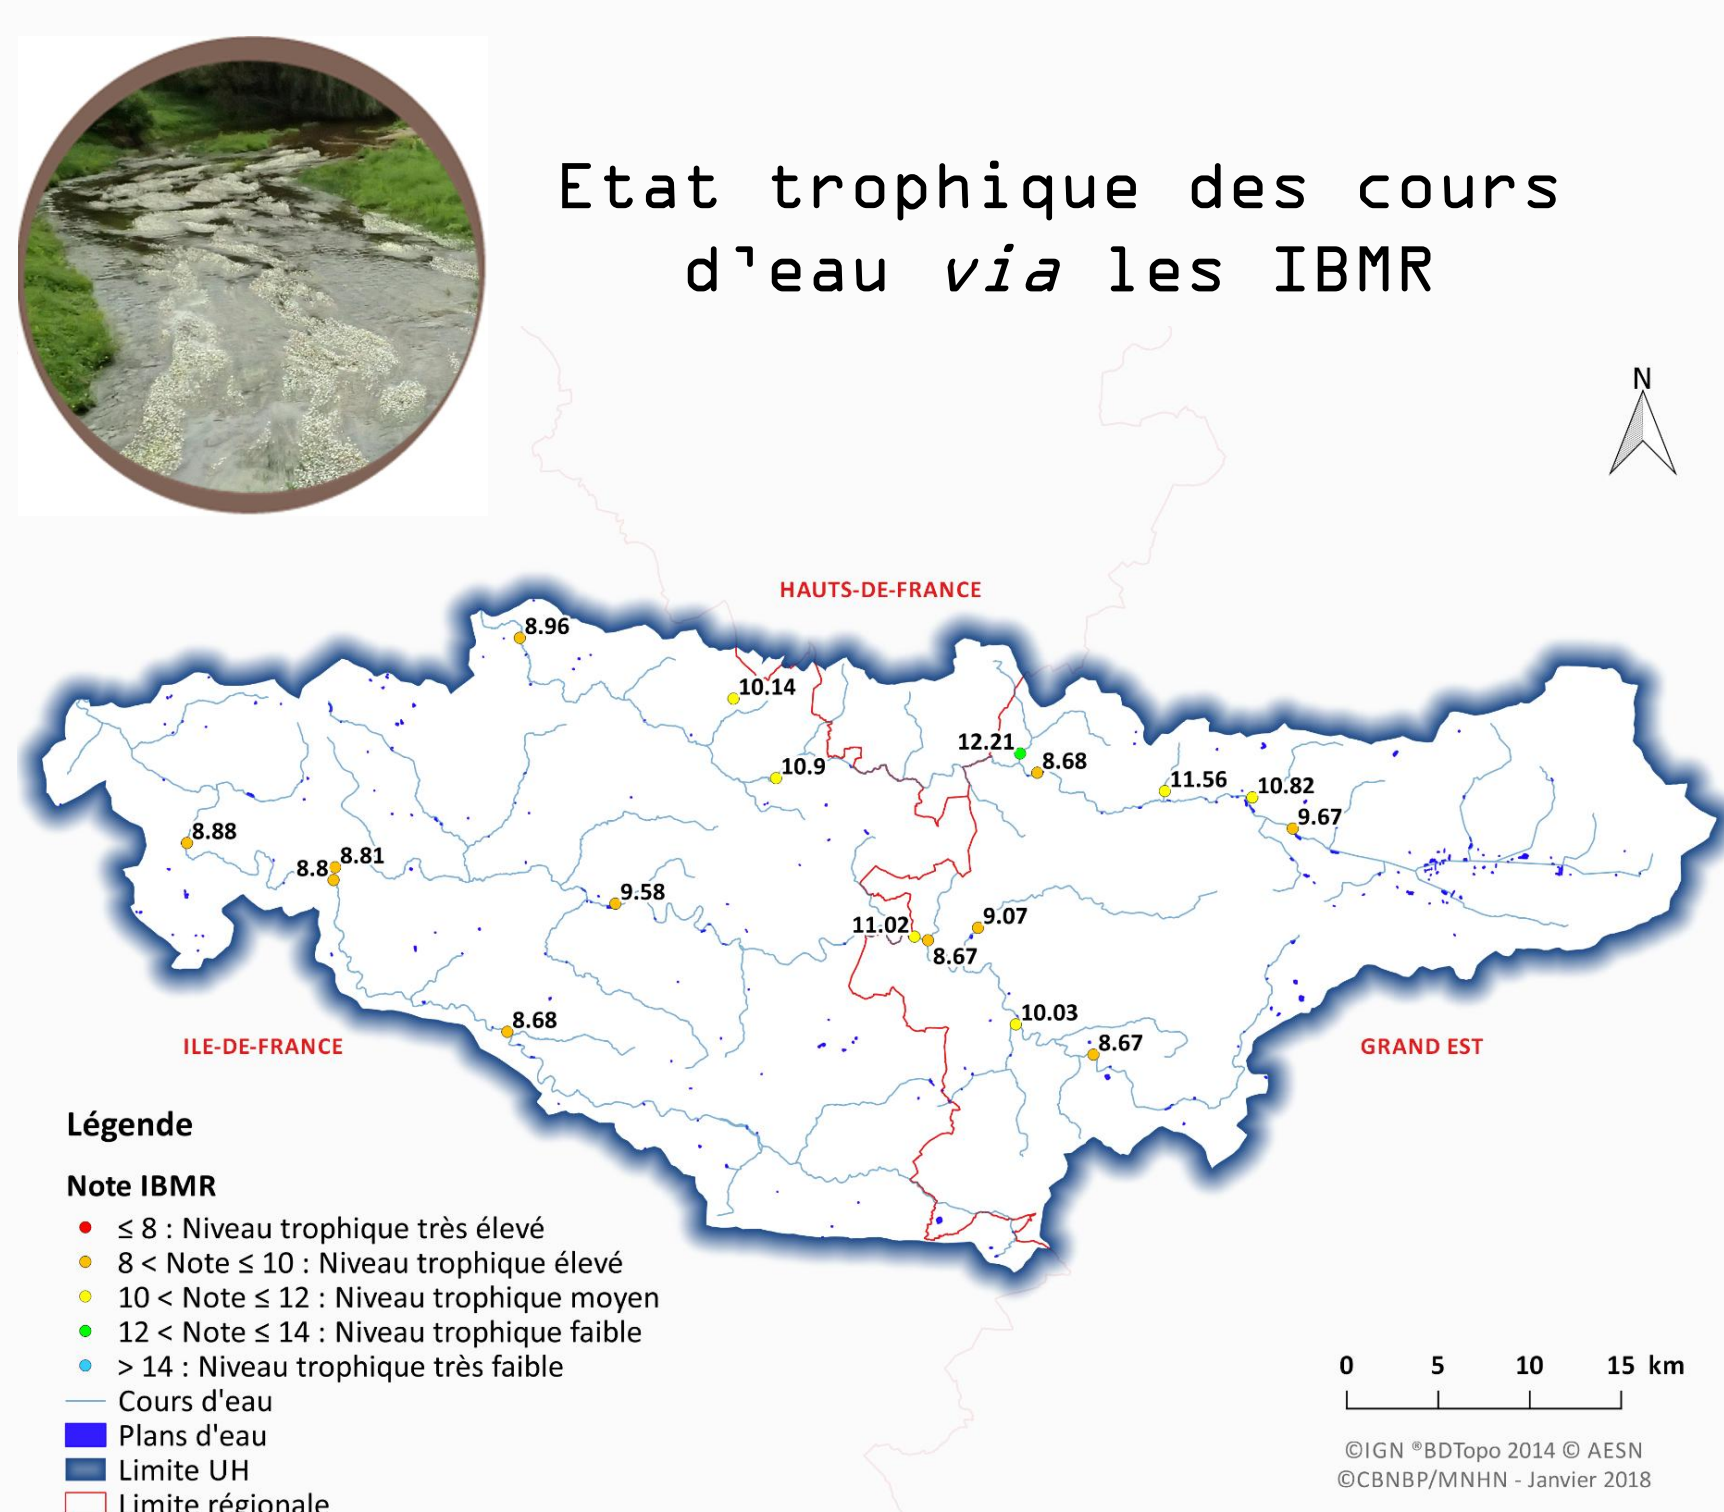 Etat trophique des cours
d'eau via les IBMR
N
HAUTS-DE-FRANCE
8.96
10.14
12.21
8.68
10.9
11.56
10.82
9.67
8.88
8.81
8.8
9.58
9.07
11.02
8.67
10.03
8.68
8.67
ILE-DE-FRANCE
GRAND EST
Légende
Note IBMR
≤ 8 : Niveau trophique très élevé
8 < Note ≤ 10 : Niveau trophique élevé
10 < Note ≤ 12 : Niveau trophique moyen
12 < Note ≤ 14 : Niveau trophique faible
> 14 : Niveau trophique très faible
Cours d'eau
Plans d'eau
Limite UH
Limite régionale
0 5 10 15 km
©IGN ®BDTopo 2014 © AESN
©CBNBP/MNHN - Janvier 2018